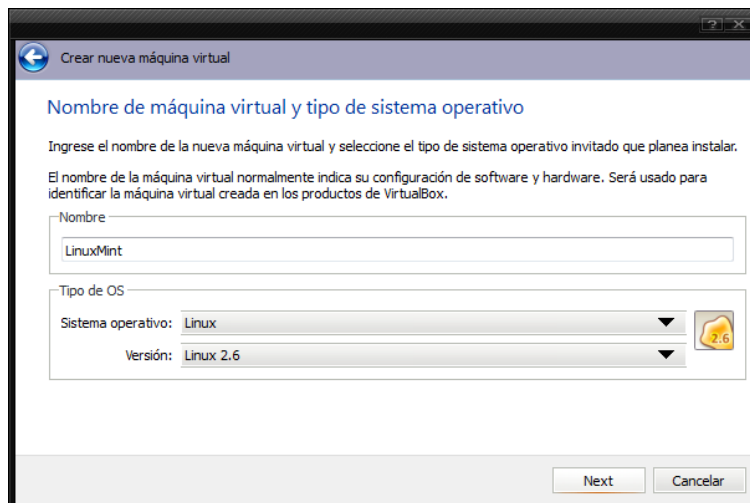 ?
Crear nueva máquina virtual
Nombre de máquina virtual y tipo de sistema operativo
Ingrese el nombre de la nueva máquina virtual y seleccione el tipo de sistema operativo invitado que planea instalar.
El nombre de la máquina virtual normalmente indica su configuración de software y hardware. Será usado para
identificar la máquina virtual creada en los productos de VirtualBox.
Nombre
LinuxMint
Tipo de OS
Sistema operativo: Linux
2.6
Versión: Linux 2.6
Next Cancelar